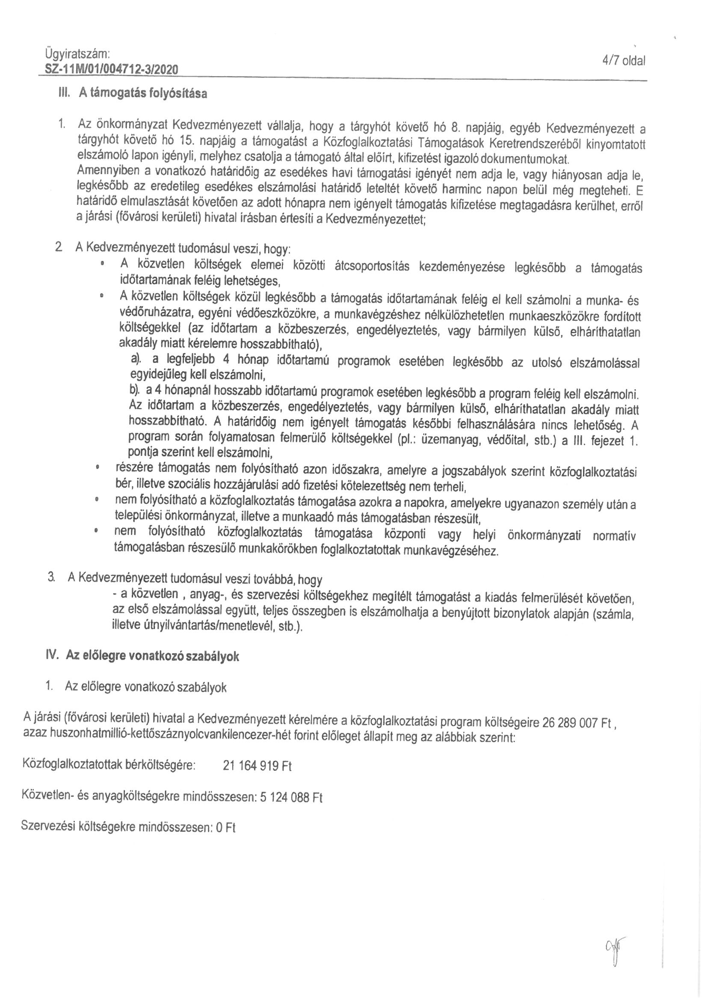 Ügyiratszám:
4/7 oldal
SZ-11M/01/004712-3/2020
III. A támogatás folyósítása
1. Az önkormányzat Kedvezményezett vállalja, hogy a tárgyhót követő hó 8. napjáig, egyéb Kedvezményezett a
tárgyhót követő hó 15. napjáig a támogatást a Közfoglalkoztatási Támogatások Keretrendszeréből kinyomtatott
elszámoló lapon igényli, melyhez csatolja a támogató által előírt, kifizetést igazoló dokumentumokat.
Amennyiben a vonatkozó határidőig az esedékes havi támogatási igényét nem adja le, vagy hiányosan adja le,
legkésőbb az eredetileg esedékes elszámolási határidő leteltét követő harminc napon belül még megteheti. E
határidő elmulasztását követően az adott hónapra nem igényelt támogatás kifizetése megtagadásra kerülhet, erről
a járási (fővárosi kerületi) hivatal írásban értesíti a Kedvezményezettet;
2 A Kedvezményezett tudomásul veszi, hogy:
• A közvetlen költségek elemei közötti átcsoportosítás kezdeményezése legkésőbb a támogatás
időtartamának feléig lehetséges,
• A közvetlen költségek közül legkésőbb a támogatás időtartamának feléig el kell számolni a munka- és
védőruházatra, egyéni védőeszközökre, a munkavégzéshez nélkülözhetetlen munkaeszközökre fordított
költségekkel (az időtartam a közbeszerzés, engedélyeztetés, vagy bármilyen külső, elháríthatatlan
akadály miatt kérelemre hosszabbítható),
a). a legfeljebb 4 hónap időtartamú programok esetében legkésőbb az utolsó elszámolással
egyidejűleg kell elszámolni,
b). a 4 hónapnál hosszabb időtartamú programok esetében legkésőbb a program feléig kell elszámolni.
Az időtartam a közbeszerzés, engedélyeztetés, vagy bármilyen külső, elháríthatatlan akadály miatt
hosszabbítható. A határidőig nem igényelt támogatás későbbi felhasználására nincs lehetőség. A
program során folyamatosan felmerülő költségekkel (pl.: üzemanyag, védőital, stb.) a III. fejezet 1.
pontja szerint kell elszámolni,
• részére támogatás nem folyósítható azon időszakra, amelyre a jogszabályok szerint közfoglalkoztatási
bér, illetve szociális hozzájárulási adó fizetési kötelezettség nem terheli,
• nem folyósítható a közfoglalkoztatás támogatása azokra a napokra, amelyekre ugyanazon személy után a
települési önkormányzat, illetve a munkaadó más támogatásban részesült,
• nem folyósítható közfoglalkoztatás támogatása központi vagy helyi önkormányzati normatív
támogatásban részesülő munkakörökben foglalkoztatottak munkavégzéséhez.
3. A Kedvezményezett tudomásul veszi továbbá, hogy
- a közvetlen , anyag-, és szervezési költségekhez megítélt támogatást a kiadás felmerülését követően,
az első elszámolással együtt, teljes összegben is elszámolhatja a benyújtott bizonylatok alapján (számla,
illetve útnyilvántartás/menetlevél, stb.).
IV. Az előlegre vonatkozó szabályok
1. Az előlegre vonatkozó szabályok
A járási (fővárosi kerületi) hivatal a Kedvezményezett kérelmére a közfoglalkoztatási program költségeire 26 289 007 Ft ,
azaz huszonhatmillió-kettőszáznyolcvankilencezer-hét forint előleget állapít meg az alábbiak szerint:
Közfoglalkoztatottak bérköltségére: 21 164 919 Ft
Közvetlen- és anyagköltségekre mindösszesen: 5 124 088 Ft
Szervezési költségekre mindösszesen: 0 Ft